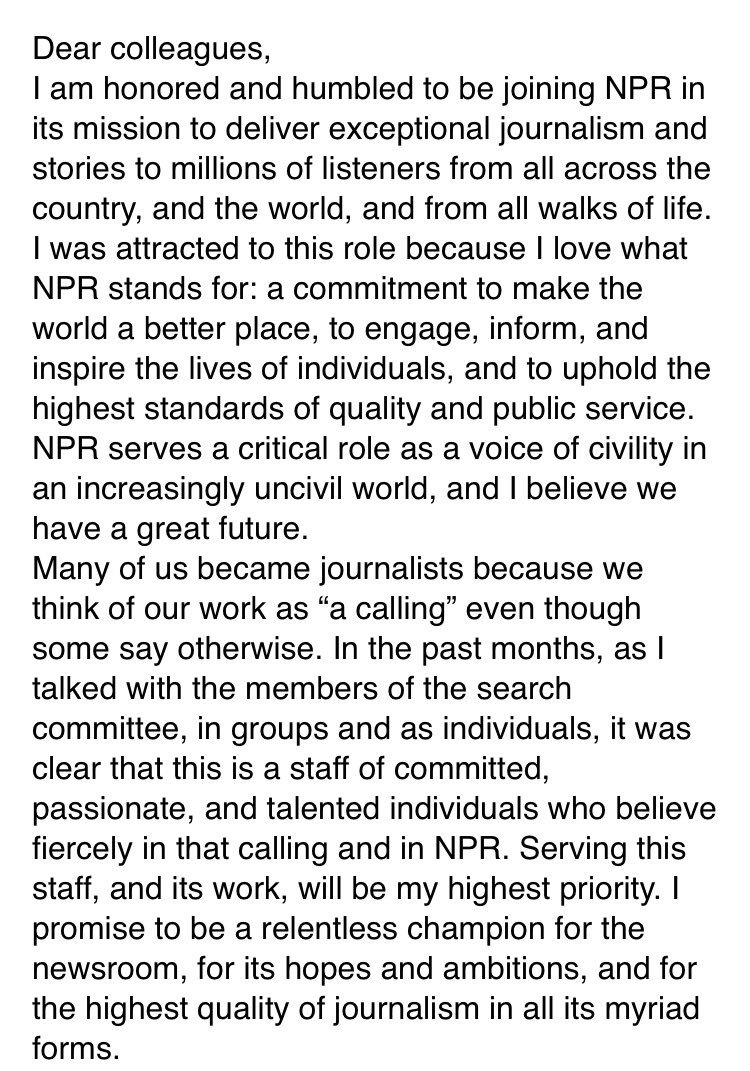 Dear colleagues,
I am honored and humbled to be joining NPR in
its mission to deliver exceptional journalism and
stories to millions of listeners from all across the
country, and the world, and from all walks of life.
I was attracted to this role because I love what
NPR stands for: a commitment to make the
world a better place, to engage, inform, and
inspire the lives of individuals, and to uphold the
highest standards of quality and public service.
NPR serves a critical role as a voice of civility in
an increasingly uncivil world, and I believe we
have a great future.
Many of us became journalists because we
think of our work as “a calling” even though
some say otherwise. In the past months, as I
talked with the members of the search
committee, in groups and as individuals, it was
clear that this is a staff of committed,
passionate, and talented individuals who believe
fiercely in that calling and in NPR. Serving this
staff, and its work, will be my highest priority. I
promise to be a relentless champion for the
newsroom, for its hopes and ambitions, and for
the highest quality of journalism in all its myriad
forms.